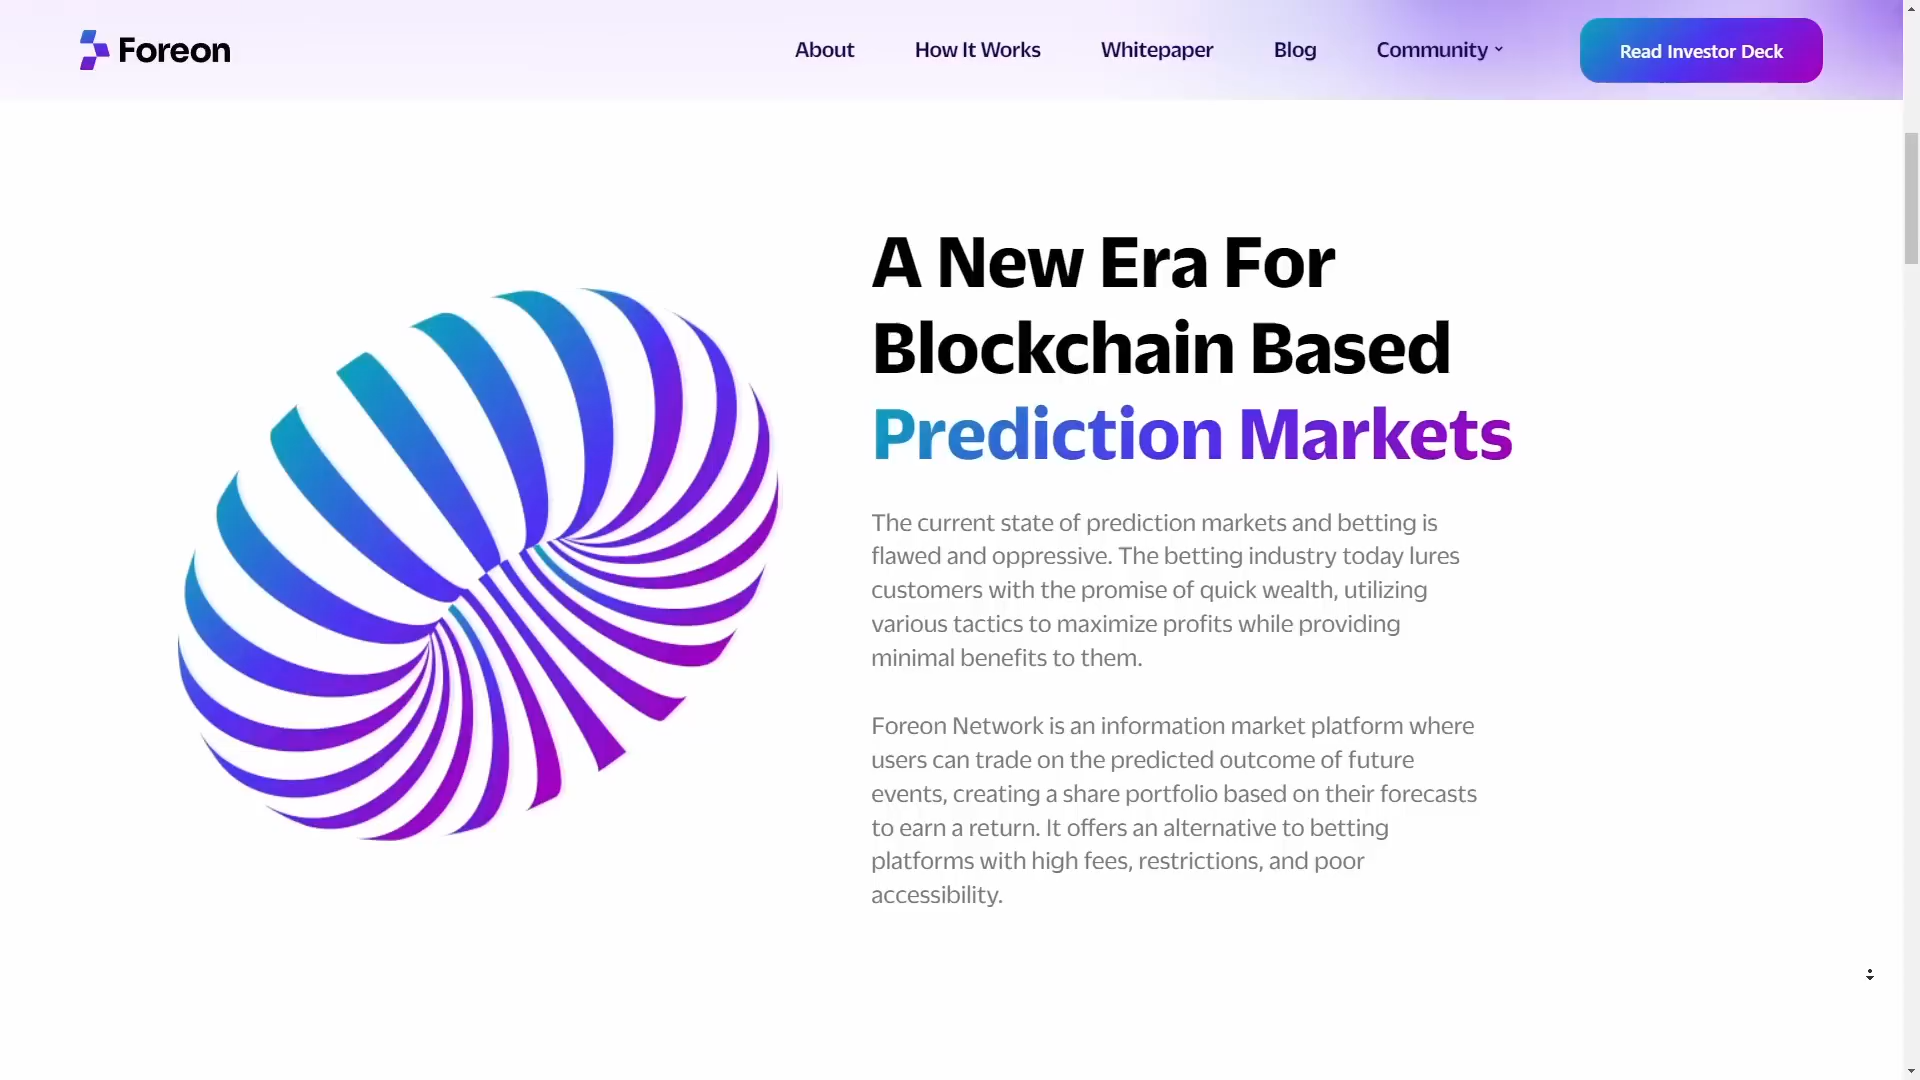 Foreon
About
How It Works
Whitepaper
Blog
Community
Read Investor Deck
A New Era For
Blockchain Based
Prediction Markets
The current state of prediction markets and betting is
flawed and oppressive. The betting industry today lures
customers with the promise of quick wealth, utilizing
various tactics to maximize profits while providing
minimal benefits to them.
Foreon Network is an information market platform where
users can trade on the predicted outcome of future
events, creating a share portfolio based on their forecasts
to earn a return. It offers an alternative to betting
platforms with high fees, restrictions, and poor
accessibility.